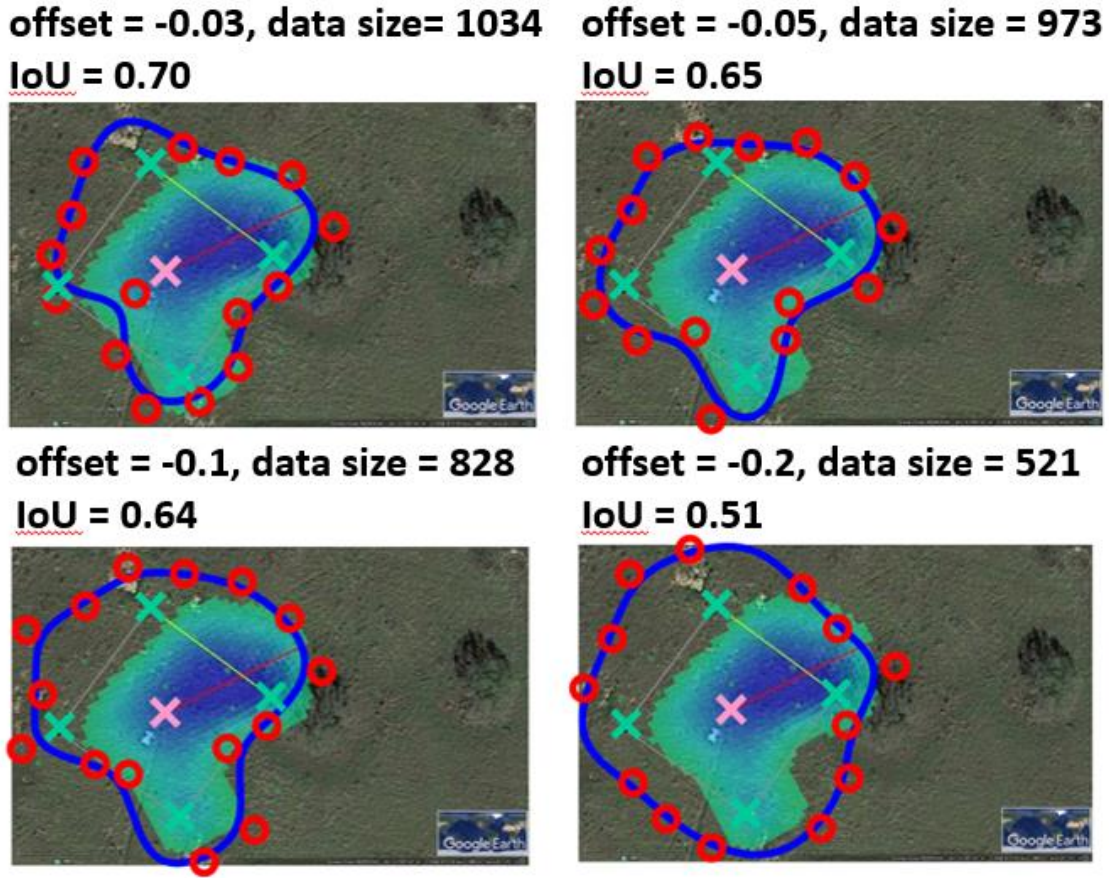 offset = -0.03, data size= 1034
IoU = 0.70
offset = -0.05, data size = 973
IoU = 0.65
Google Earth
Google Earth
offset = -0.1, data size = 828
IoU = 0.64
offset = -0.2, data size = 521
IoU = 0.51
Google Earth
Google Earth